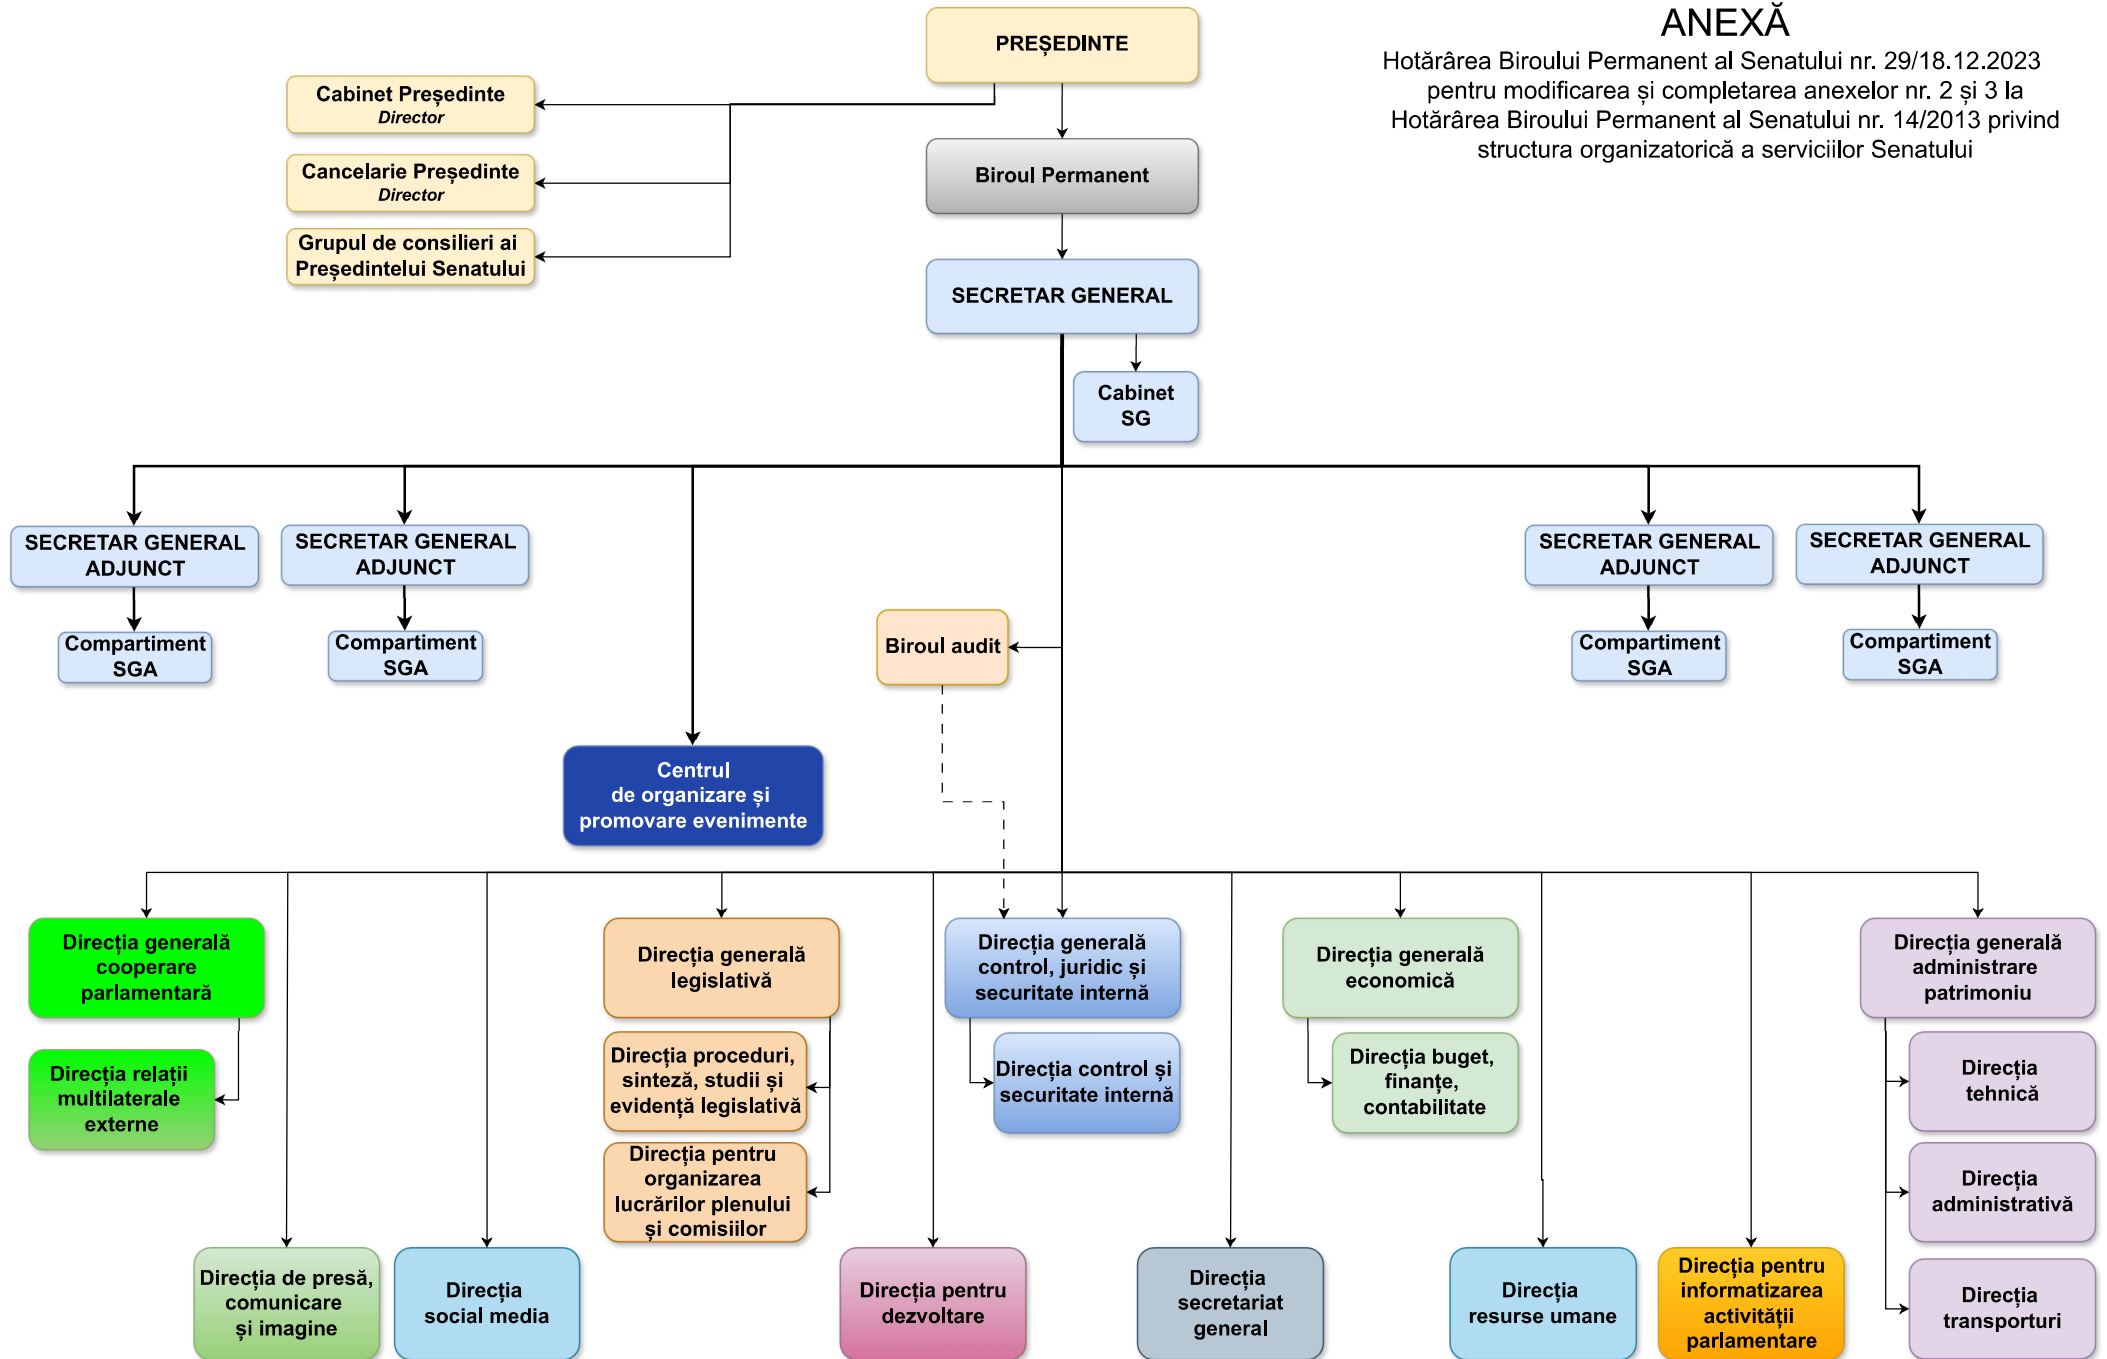 ANEXĂ
Hotărârea Biroului Permanent al Senatului nr. 29/18.12.2023
pentru modificarea și completarea anexelor nr. 2 și 3 la
Hotărârea Biroului Permanent al Senatului nr. 14/2013 privind
structura organizatorică a serviciilor Senatului
PREȘEDINTE
Cabinet Președinte
Director
Cancelarie Președinte
Director
Grupul de consilieri ai
Președintelui Senatului
Biroul Permanent
SECRETAR GENERAL
Cabinet
SG
SECRETAR GENERAL
ADJUNCT
SECRETAR GENERAL
ADJUNCT
SECRETAR GENERAL
ADJUNCT
SECRETAR GENERAL
ADJUNCT
Compartiment
SGA
Compartiment
SGA
Compartiment
SGA
Compartiment
SGA
Biroul audit
Centrul
de organizare și
promovare evenimente
Direcția generală
cooperare
parlamentară
Direcția generală
legislativă
Direcția generală
control, juridic și
securitate internă
Direcția generală
economică
Direcția generală
administrare
patrimoniu
Direcția relații
multilaterale
externe
Direcția proceduri,
sinteză, studii și
evidență legislativă
Direcția pentru
organizarea
lucrărilor plenului
și comisiilor
Direcția control și
securitate internă
Direcția buget,
finanțe,
contabilitate
Direcția
tehnică
Direcția
administrativă
Direcția
transporturi
Direcția de presă,
comunicare
și imagine
Direcția
social media
Direcția pentru
dezvoltare
Direcția
secretariat
general
Direcția
resurse umane
Direcția pentru
informatizarea
activității
parlamentare